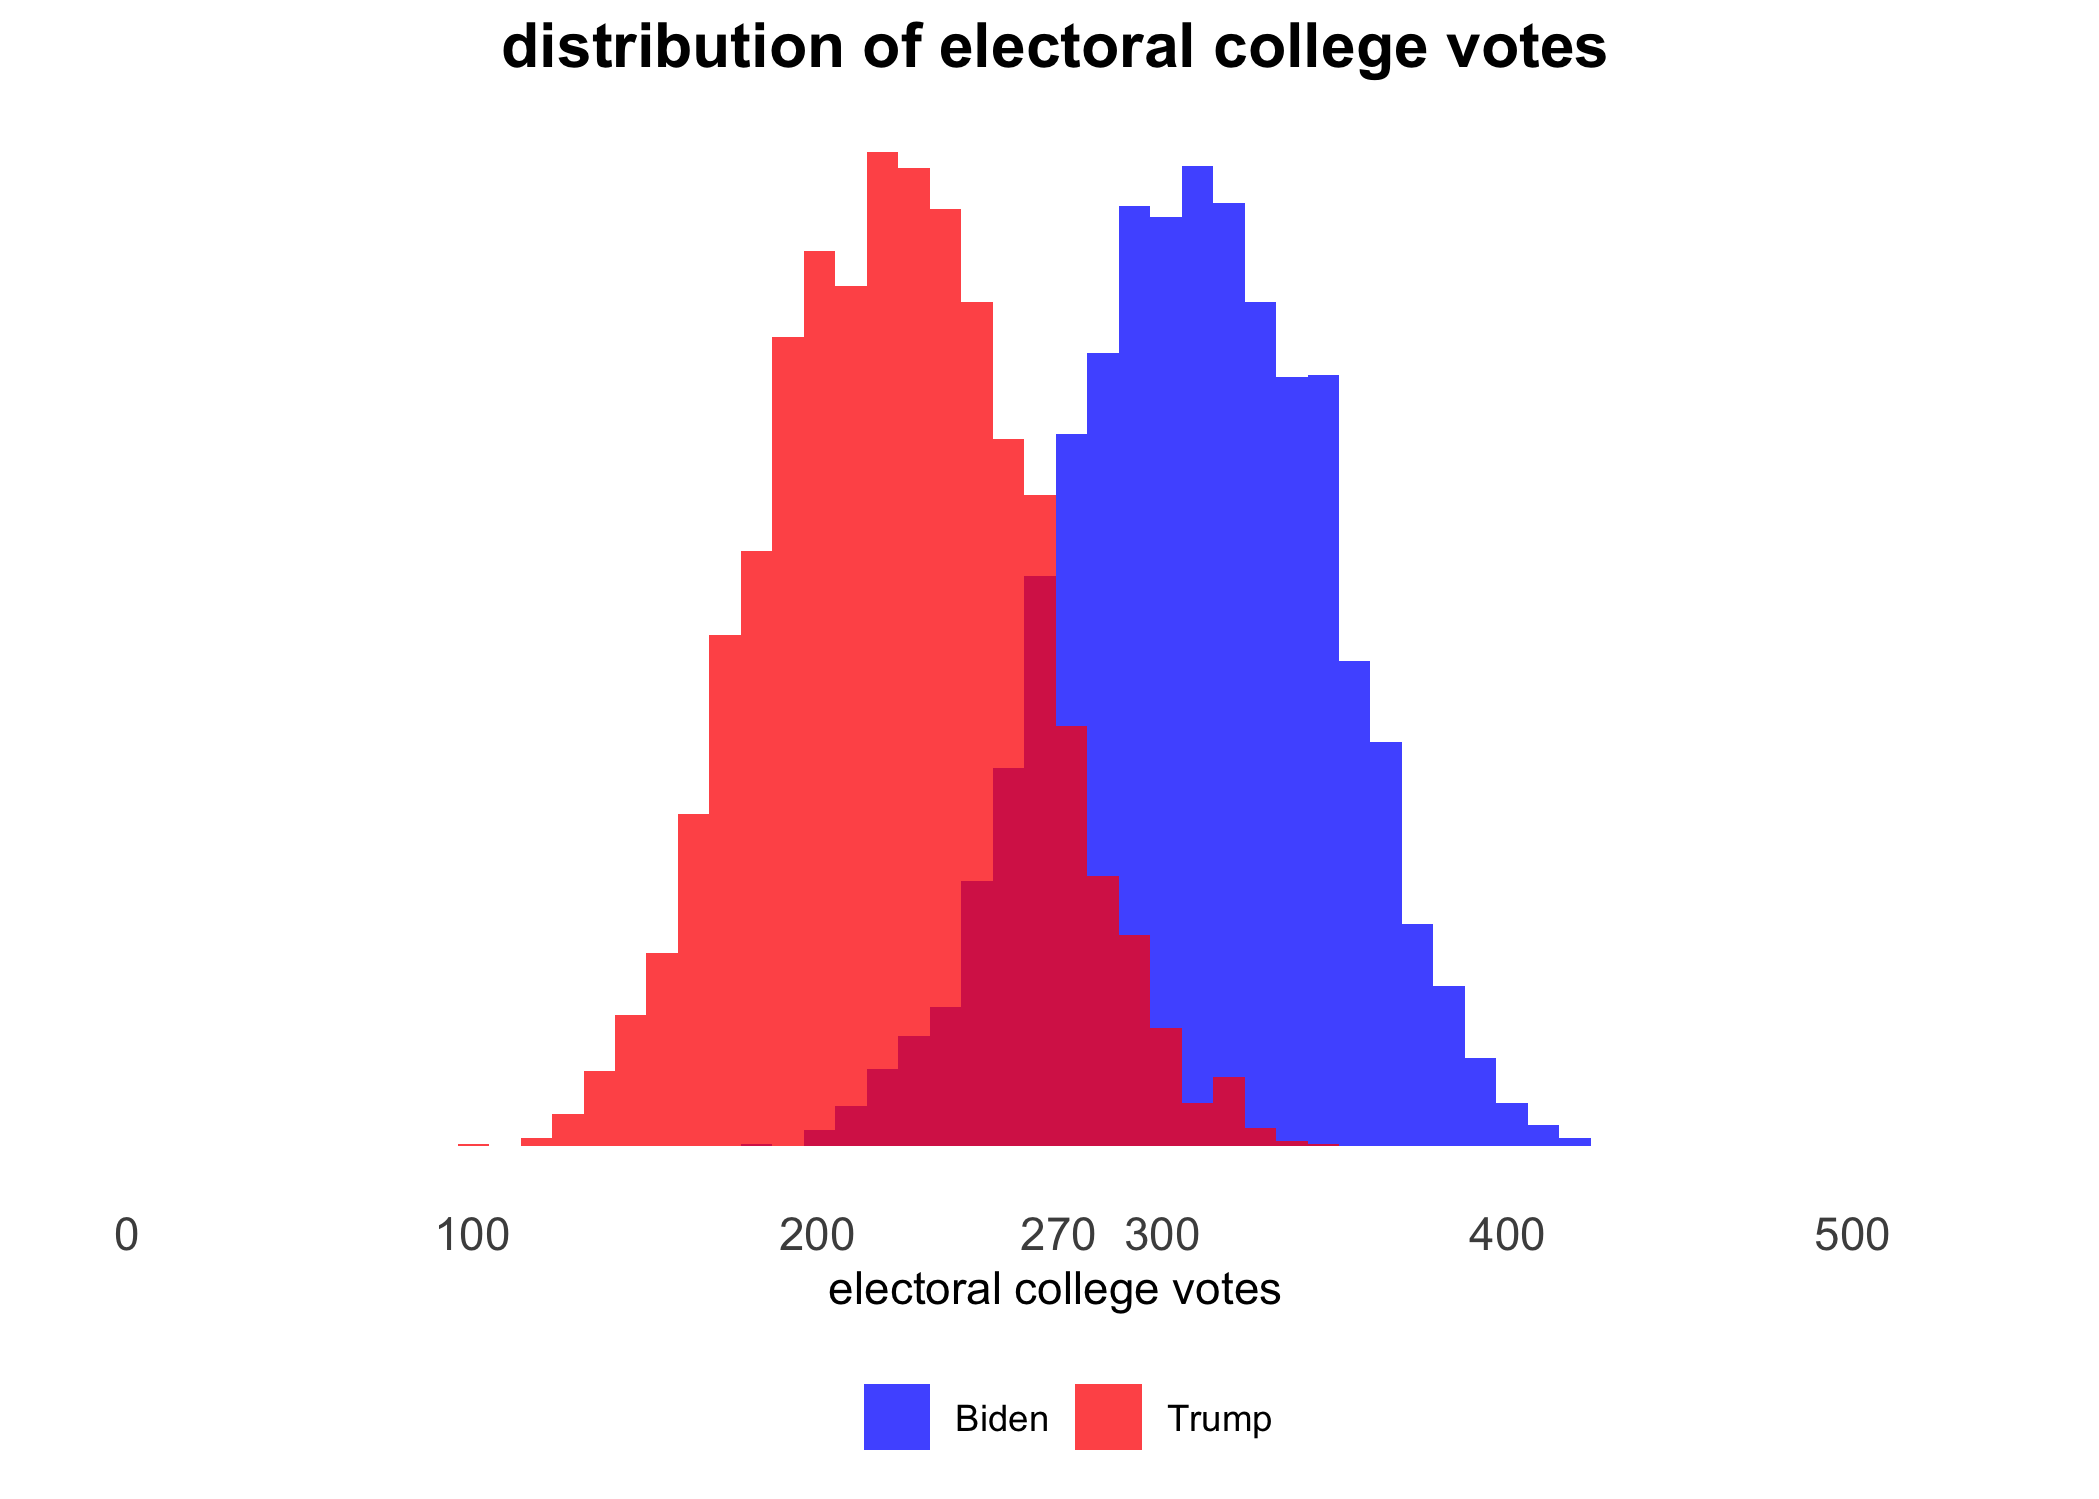 distribution of electoral college votes
0 100 200 270 300 400 500
electoral college votes
Biden Trump